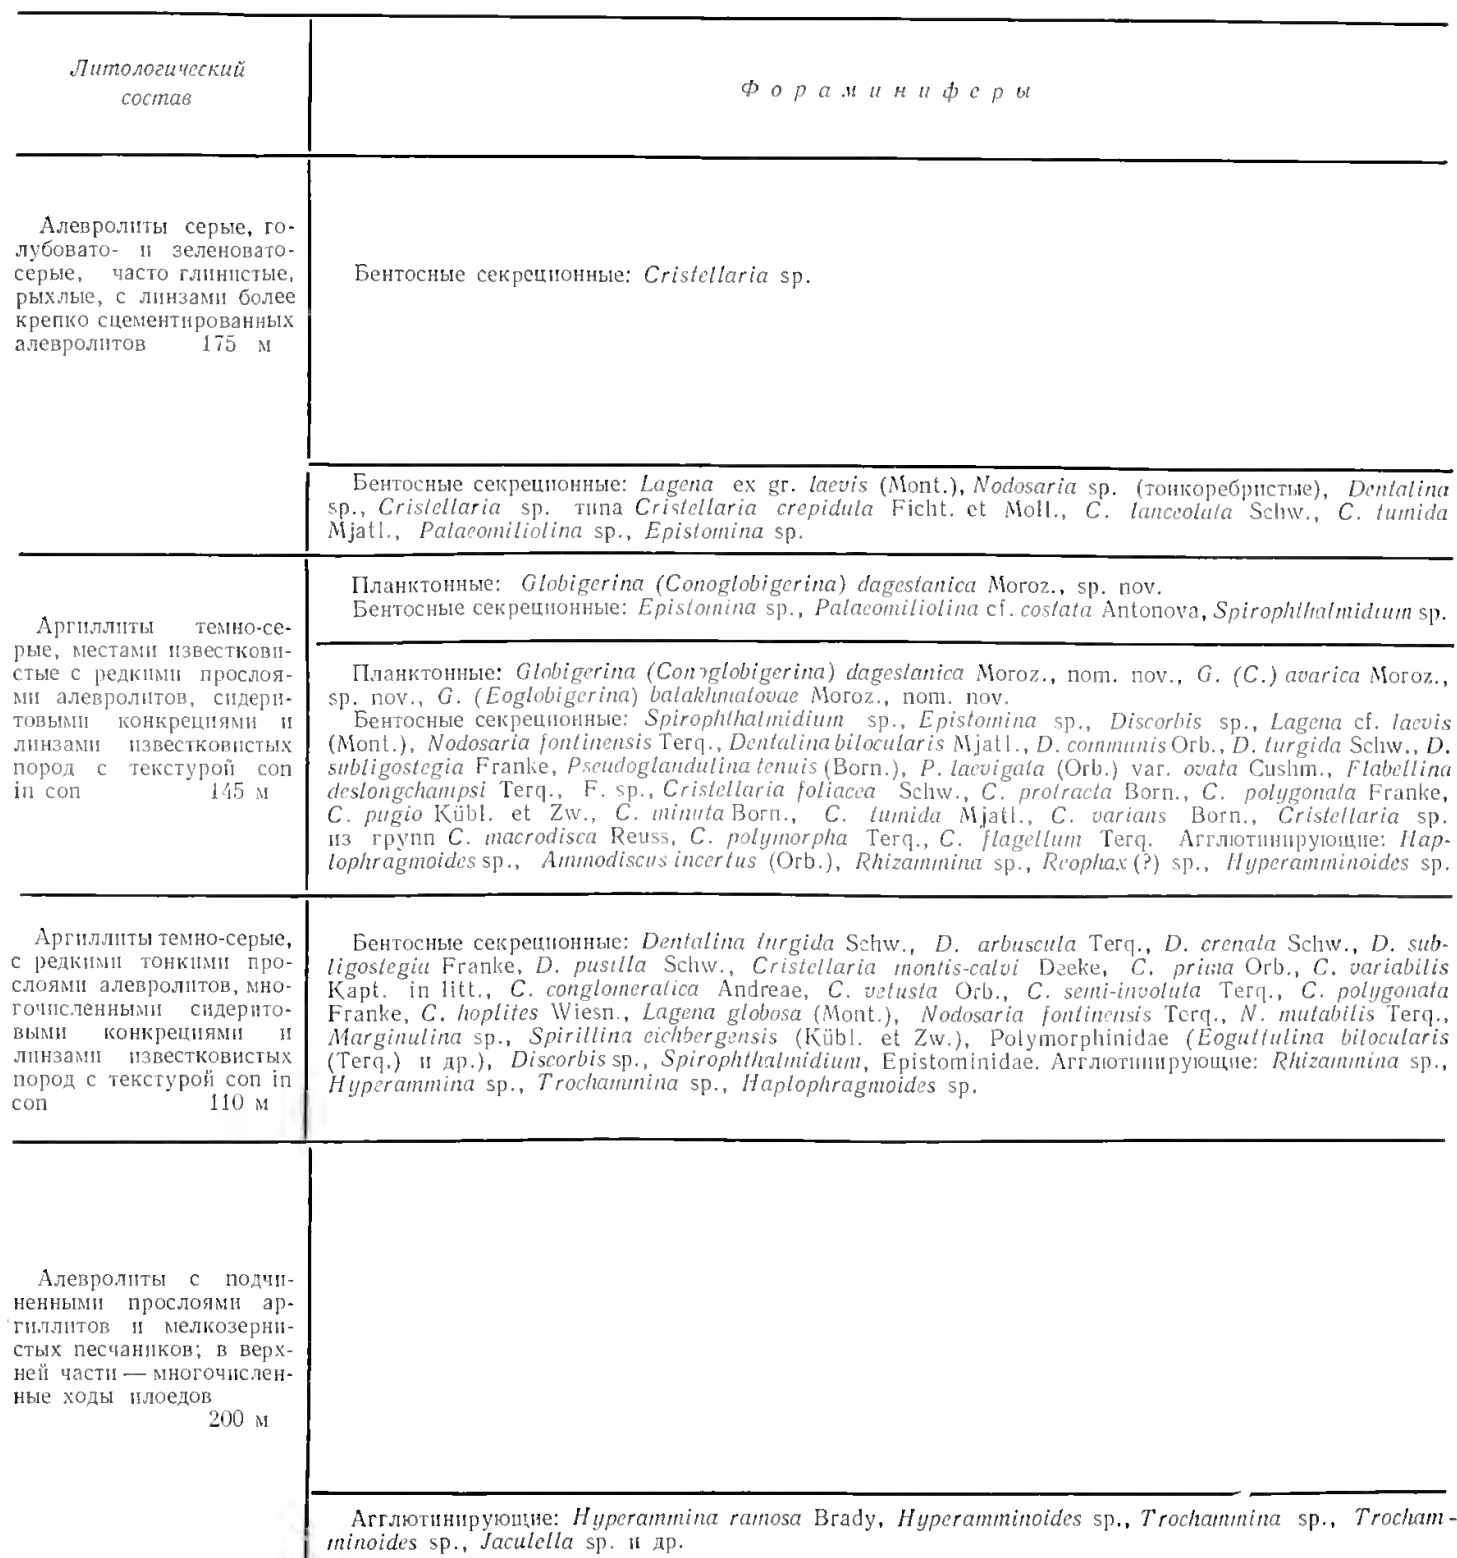 Литологический
состав
Фораминиферы
Алевролиты серые, го-
лубовато- и зеленовато-
серые, часто глинистые,
рыхлые, с линзами более
крепко сцементированных
алевролитов 175 м
Бентосные секреционные: Cristellaria sp.
Бентосные секреционные: Lagena ex gr. laevis (Mont.), Nodosaria sp. (тонкоребристые), Dentalina
sp., Cristellaria sp. типа Cristellaria crepidula Ficht. et Moll., C. lanceolata Schw., C. tumida
Mjatl., Palaeomiliolina sp., Epistomina sp.
Аргиллиты темно-се-
рые, местами известкови-
стые с редкими прослоя-
ми алевролитов, сидери-
товыми конкрециями и
линзами известковистых
пород с текстурой con
in con 145 м
Планктонные: Globigerina (Conoglobigerina) dagestanica Moroz., sp. nov.
Бентосные секреционные: Epistomina sp., Palaeomiliolina cf. costata Antonova, Spirophthalmidium sp.
Планктонные: Globigerina (Conoglobigerina) dagestanica Moroz., nom. nov., G. (C.) avarica Moroz.,
sp. nov., G. (Eoglobigerina) balakhmatovae Moroz., nom. nov.
Бентосные секреционные: Spirophthalmidium sp., Epistomina sp., Discorbis sp., Lagena cf. laevis
(Mont.), Nodosaria fontinensis Terq., Dentalina bilocularis Mjatl., D. communis Orb., D. turgida Schw., D.
subligostegia Franke, Pseudoglandulina tenuis (Born.), P. laevigata (Orb.) var. ovata Cushm., Flabellina
deslongchampsi Terq., F. sp., Cristellaria foliacea Schw., C. protracta Born., C. polygonata Franke,
C. pugio Kübl. et Zw., C. minuta Born., C. tumida Mjatl., C. varians Born., Cristellaria sp.
из групп C. macrodisca Reuss, C. polymorpha Terq., C. flagellum Terq. Агглютинирующие: Hap-
lophragmoides sp., Ammodiscus incertus (Orb.), Rhizammina sp., Reophax (?) sp., Hyperamminoides sp.
Аргиллиты темно-серые,
с редкими тонкими про-
слоями алевролитов, мно-
гочисленными сидерито-
выми конкрециями и
линзами известковистых
пород с текстурой con in
con 110 м
Бентосные секреционные: Dentalina turgida Schw., D. arbuscula Terq., D. crenata Schw., D. sub-
ligostegia Franke, D. pusilla Schw., Cristellaria montis-calvi Deeke, C. prima Orb., C. variabilis
Kapt. in litt., C. conglomeratica Andreae, C. vetusta Orb., C. semi-involuta Terq., C. polygonata
Franke, C. hoplites Wiesn., Lagena globosa (Mont.), Nodosaria fontinensis Terq., N. mutabilis Terq.,
Marginulina sp., Spirillina eichbergensis (Kübl. et Zw.), Polymorphinidae (Eoguttulina bilocularis
(Terq.) и др.), Discorbis sp., Spirophthalmidium, Epistominidae. Агглютинирующие: Rhizammina sp.,
Hyperammina sp., Trochammina sp., Haplophragmoides sp.
Алевролиты с подчи-
ненными прослоями ар-
гиллитов и мелкозерни-
стых песчаников; в верх-
ней части — многочислен-
ные ходы илоедов
200 м
Агглютинирующие: Hyperammina ramosa Brady, Hyperamminoides sp., Trochammina sp., Trocham-
minoides sp., Jaculella sp. и др.